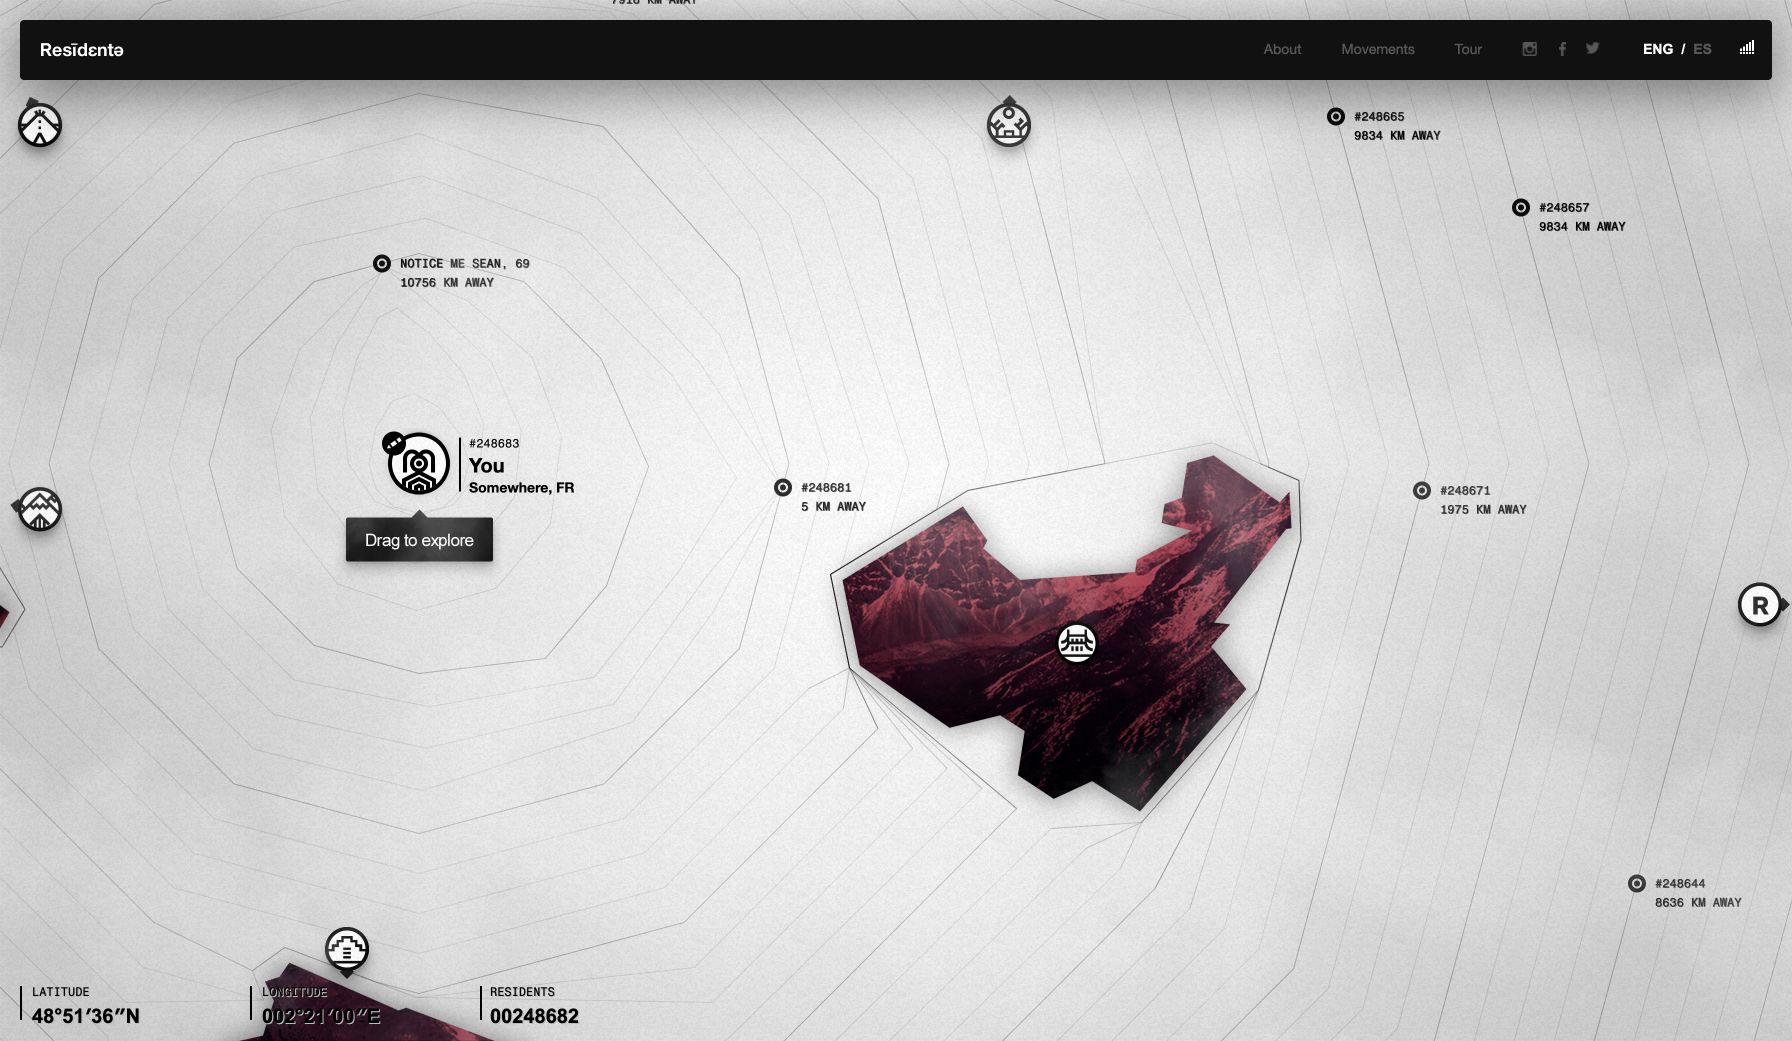 7918 KM AWAY
Resīdεntə
About
Movements
Tour
ENG / ES
#248665
9834 KM AWAY
#248657
9834 KM AWAY
NOTICE ME SEAN, 69
10756 KM AWAY
#248683
You
Somewhere, FR
Drag to explore
#248681
5 KM AWAY
#248671
1975 KM AWAY
R
#248644
8636 KM AWAY
LATITUDE
48°51′36″N
LONGITUDE
002°21′00″E
RESIDENTS
00248682